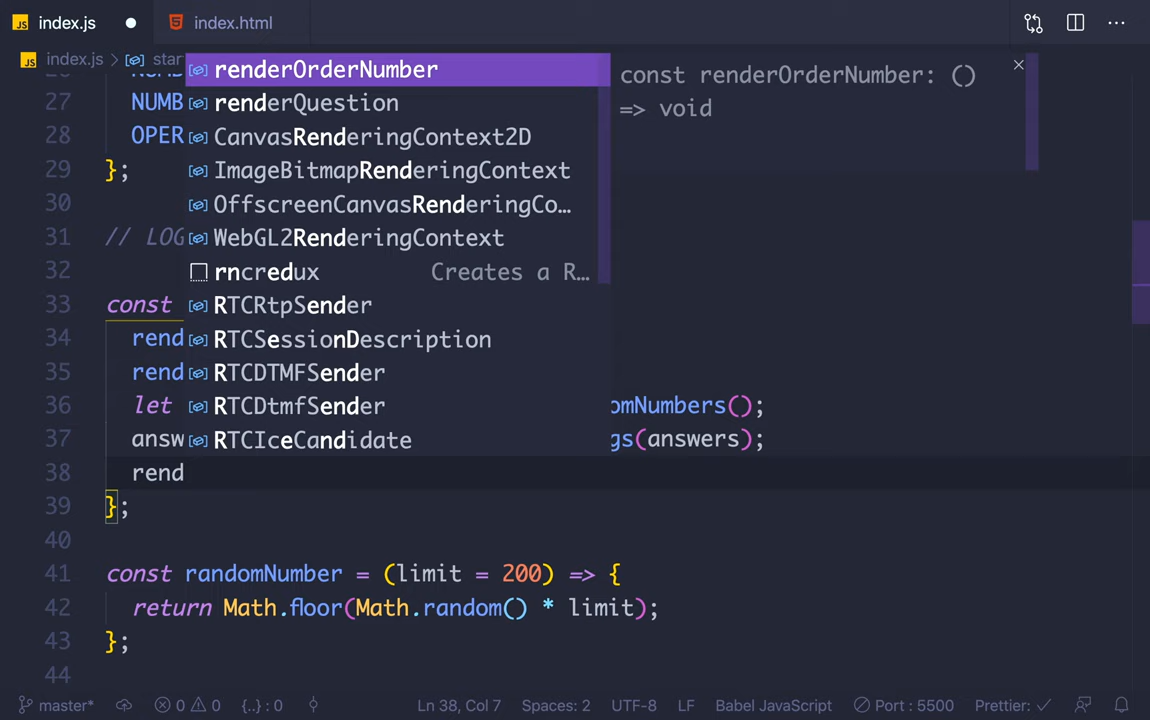 JS index.js ● index.html ...
JS index.js > star
renderOrderNumber
const renderOrderNumber: ()
=> void
27 NUMB renderQuestion
28 OPER CanvasRenderingContext2D
29 }; ImageBitmapRenderingContext
30 OffscreenCanvasRenderingCo…
31 // LOG WebGL2RenderingContext
32 rncredux Creates a R…
33 const RTCRtpSender
34 rend RTCSessionDescription
35 rend RTCDTMFSender
36 let RTCDtmfSender omNumbers();
37 answ RTCIceCandidate gs(answers);
38 rend
39 };
40
41 const randomNumber = (limit = 200) => {
42 return Math.floor(Math.random() * limit);
43 };
44
master* 0 0 {..} : 0 Ln 38, Col 7 Spaces: 2 UTF-8 LF Babel JavaScript Port : 5500 Prettier: ✓